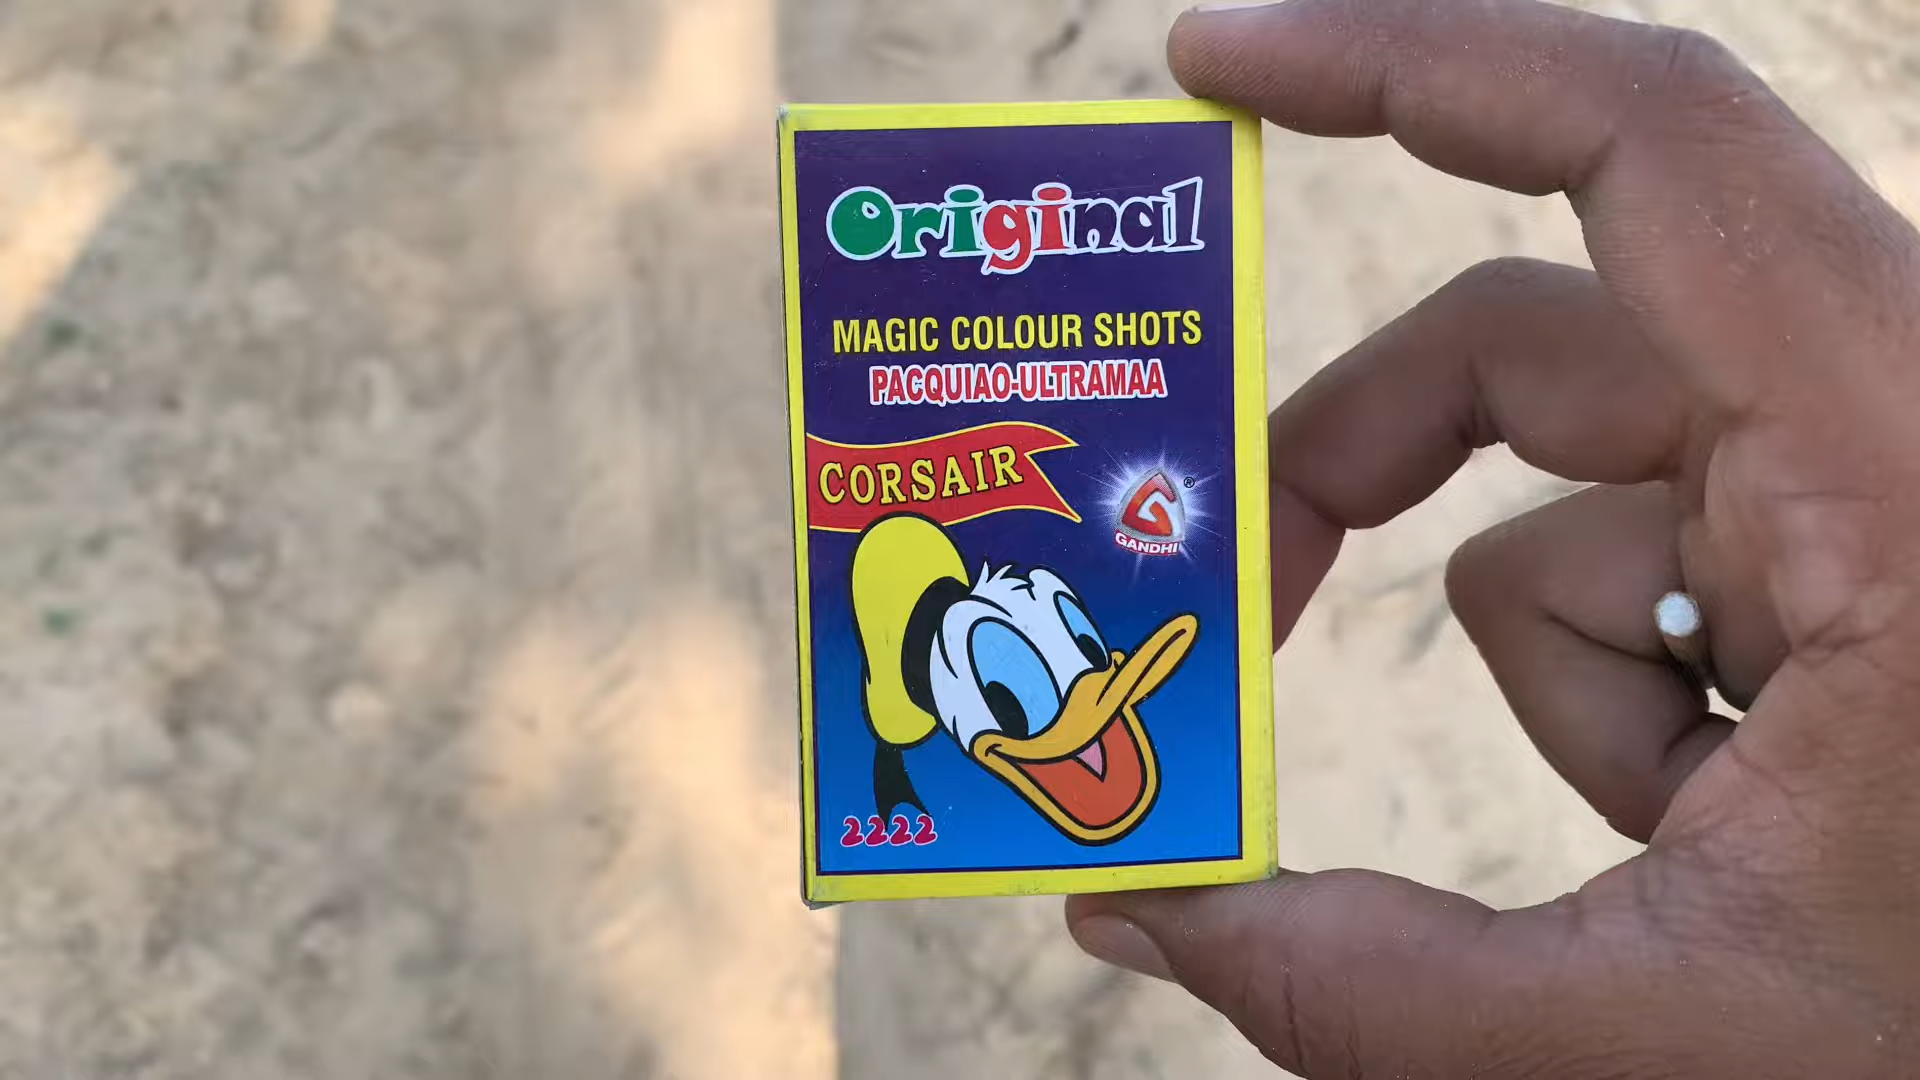 Original
MAGIC COLOUR SHOTS
PACQUIAO-ULTRAMAA
CORSAIR
G ®
GANDHI
2222